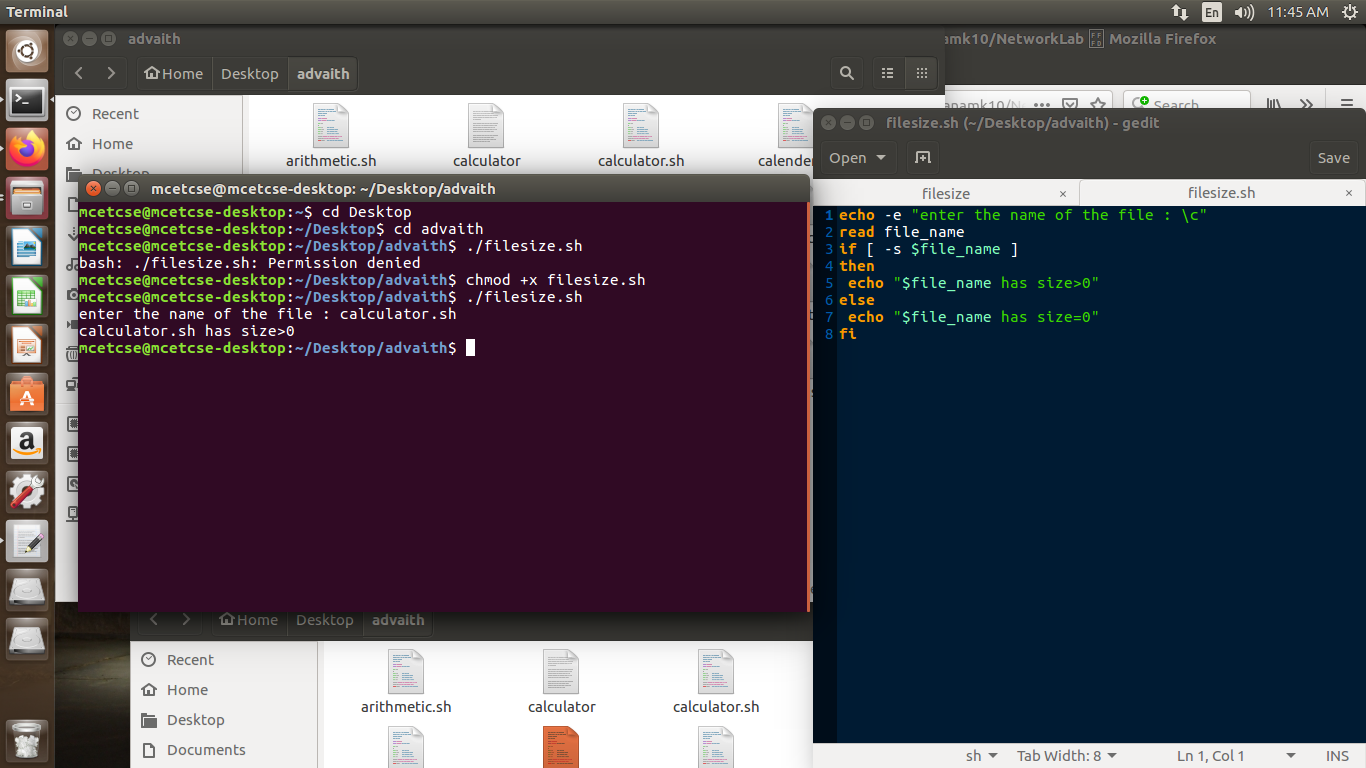 Terminal
En
11:45 AM
advaith
amk10/NetworkLab
Mozilla Firefox
Home
Desktop
advaith
Search
Recent
Home
Desktop
arithmetic.sh
calculator
calculator.sh
calender
filesize.sh (~/Desktop/advaith) - gedit
Open
Save
filesize ×
filesize.sh ×
mcetcse@mcetcse-desktop: ~/Desktop/advaith
mcetcse@mcetcse-desktop:~$ cd Desktop
mcetcse@mcetcse-desktop:~/Desktop$ cd advaith
mcetcse@mcetcse-desktop:~/Desktop/advaith$ ./filesize.sh
bash: ./filesize.sh: Permission denied
mcetcse@mcetcse-desktop:~/Desktop/advaith$ chmod +x filesize.sh
mcetcse@mcetcse-desktop:~/Desktop/advaith$ ./filesize.sh
enter the name of the file : calculator.sh
calculator.sh has size>0
mcetcse@mcetcse-desktop:~/Desktop/advaith$
1 echo -e "enter the name of the file : \c"
2 read file_name
3 if [ -s $file_name ]
4 then
5 echo "$file_name has size>0"
6 else
7 echo "$file_name has size=0"
8 fi
Home
Desktop
advaith
Recent
Home
Desktop
Documents
arithmetic.sh
calculator
calculator.sh
sh
Tab Width: 8
Ln 1, Col 1
INS